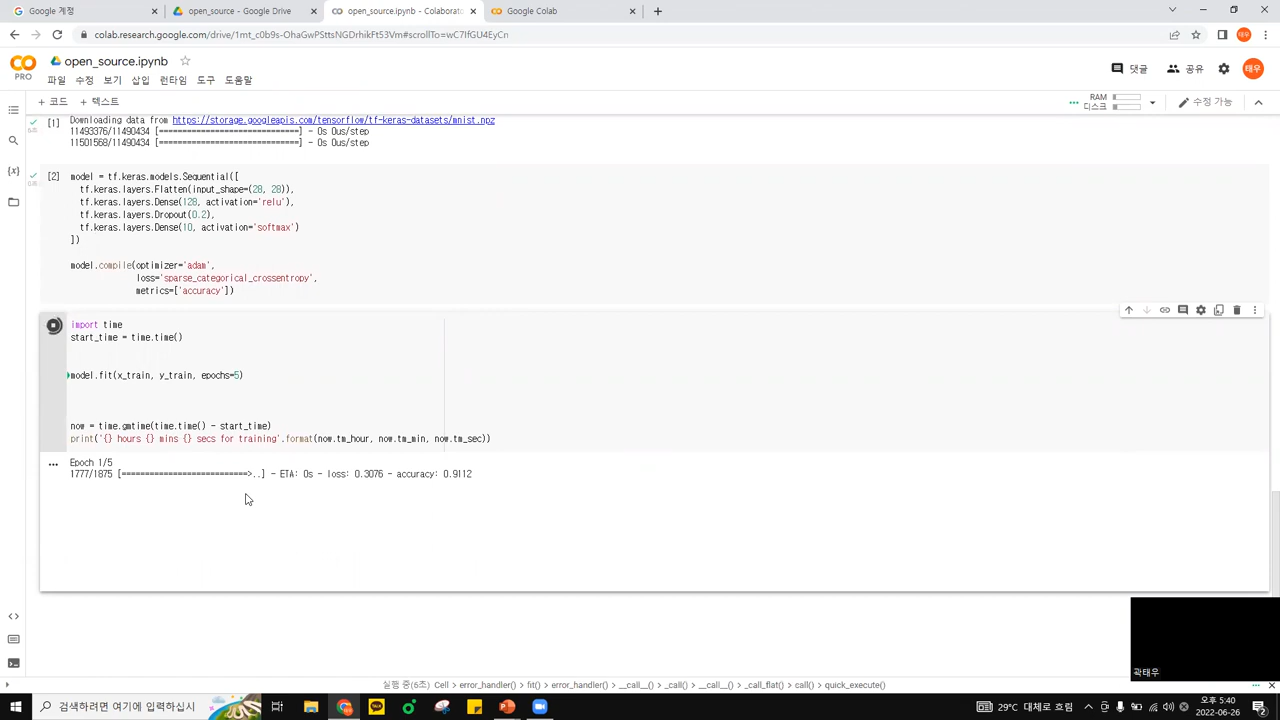 Google 계정
open_source - Google Drive
open_source.ipynb - Colaborato
Google Colab
colab.research.google.com/drive/1mt_c0b9s-OhaGwPSttsNGDrhikFt53Vm#scrollTo=wC7IfGU4EyCn
CO
PRO
open_source.ipynb
파일 수정 보기 삽입 런타임 도구 도움말
댓글 공유 태우
+ 코드 + 텍스트
RAM
디스크
수정 가능
[1] Downloading data from https://storage.googleapis.com/tensorflow/tf-keras-datasets/mnist.npz
11493376/11490434 [==============================] - 0s 0us/step
11501568/11490434 [==============================] - 0s 0us/step
[2] model = tf.keras.models.Sequential([
tf.keras.layers.Flatten(input_shape=(28, 28)),
tf.keras.layers.Dense(128, activation='relu'),
tf.keras.layers.Dropout(0.2),
tf.keras.layers.Dense(10, activation='softmax')
])
model.compile(optimizer='adam',
loss='sparse_categorical_crossentropy',
metrics=['accuracy'])
import time
start_time = time.time()
model.fit(x_train, y_train, epochs=5)
now = time.gmtime(time.time() - start_time)
print('{} hours {} mins {} secs for training'.format(now.tm_hour, now.tm_min, now.tm_sec))
Epoch 1/5
1777/1875 [===========================>..] - ETA: 0s - loss: 0.3076 - accuracy: 0.9112
곽태우
실행 중(6초) Cell > error_handler() > fit() > error_handler() > __call__() > _call() > __call__() > _call_flat() > call() > quick_execute()
검색하려면 여기에 입력하십시
29°C 대체로 흐림
오후 5:40
2022-06-26